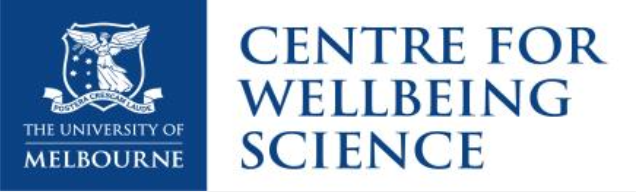 POSTERA CRESCAM LAUDE
THE UNIVERSITY OF
MELBOURNE
CENTRE FOR
WELLBEING
SCIENCE